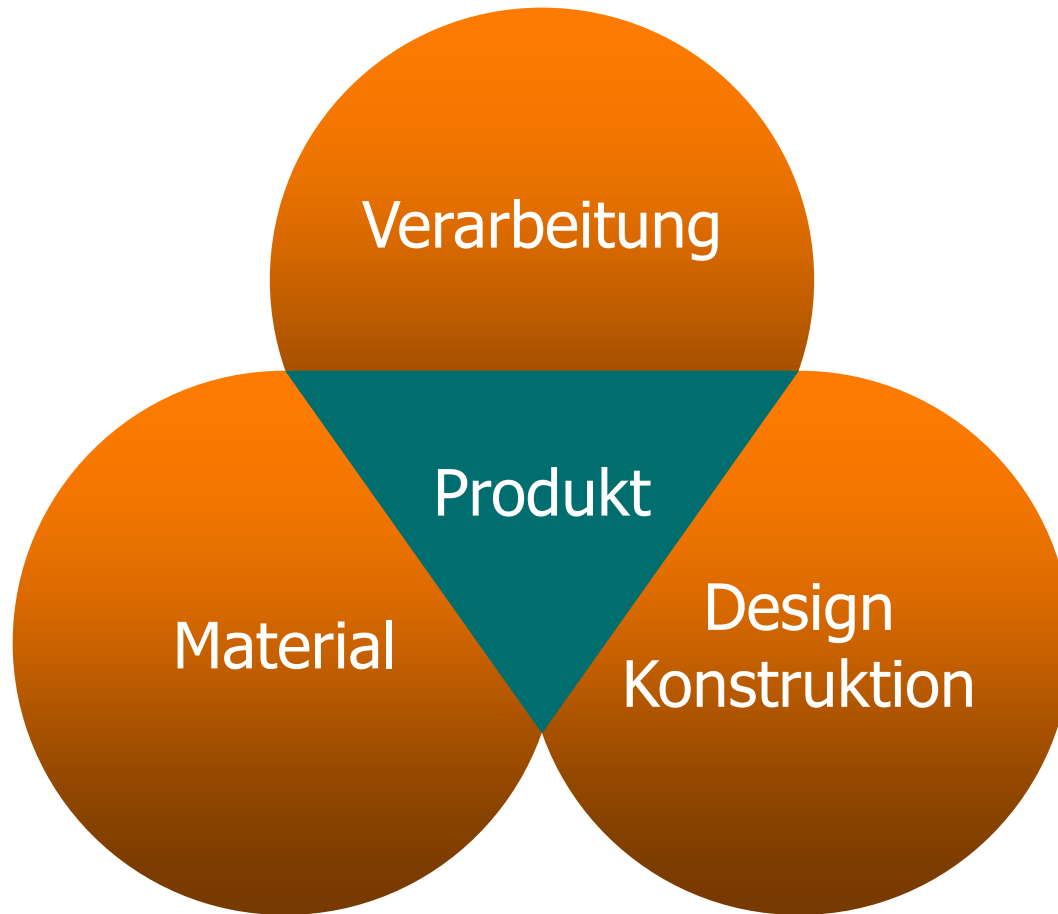 Verarbeitung
Produkt
Material
Design
Konstruktion